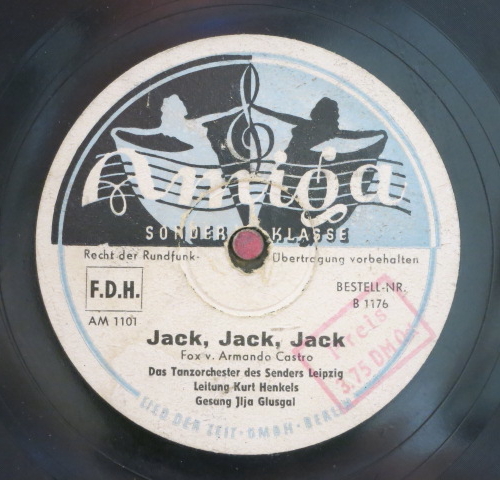 Amiga
SONDER KLASSE
Recht der Rundfunk- Übertragung vorbehalten
F.D.H.
BESTELL-NR.
B 1176
AM 1101
Jack, Jack, Jack
Fox v. Armando Castro
Das Tanzorchester des Senders Leipzig
Leitung Kurt Henkels
Gesang Jlja Glusgal
Preis
3.75 DM
LIED DER ZEIT · GMBH · BERLIN